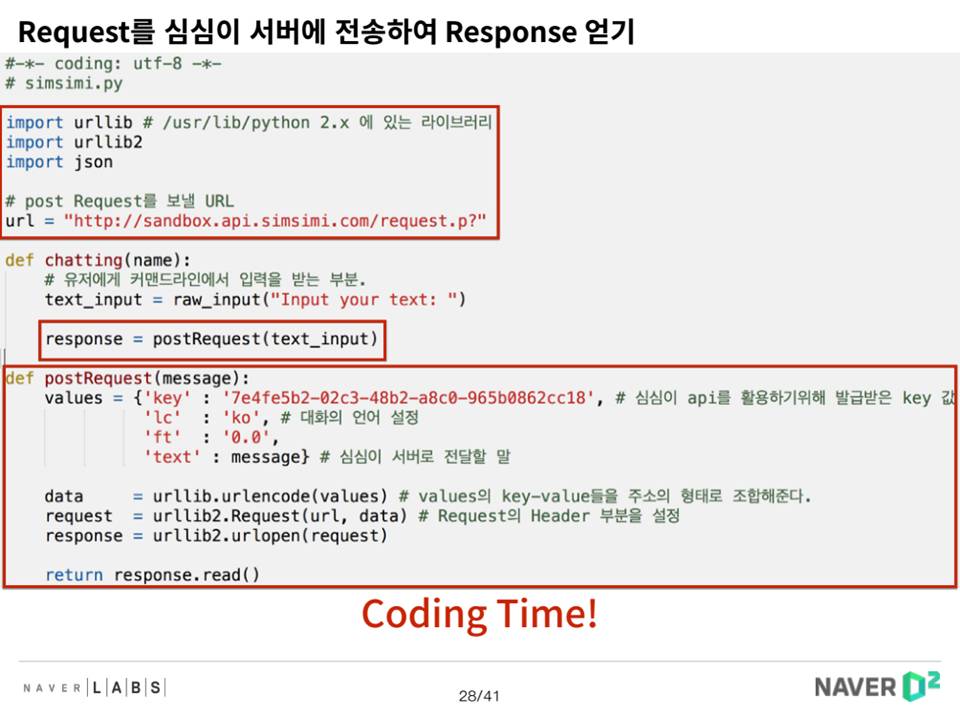 Request를 심심이 서버에 전송하여 Response 얻기
#-*- coding: utf-8 -*-
# simsimi.py
import urllib # /usr/lib/python 2.x 에 있는 라이브러리
import urllib2
import json
# post Request를 보낼 URL
url = "http://sandbox.api.simsimi.com/request.p?"
def chatting(name):
# 유저에게 커맨드라인에서 입력을 받는 부분.
text_input = raw_input("Input your text: ")
response = postRequest(text_input)
def postRequest(message):
values = {'key' : '7e4fe5b2-02c3-48b2-a8c0-965b0862cc18', # 심심이 api를 활용하기위해 발급받은 key 값
'lc' : 'ko', # 대화의 언어 설정
'ft' : '0.0',
'text' : message} # 심심이 서버로 전달할 말
data = urllib.urlencode(values) # values의 key-value들을 주소의 형태로 조합해준다.
request = urllib2.Request(url, data) # Request의 Header 부분을 설정
response = urllib2.urlopen(request)
return response.read()
Coding Time!
NAVER LABS
28/41
NAVER D2